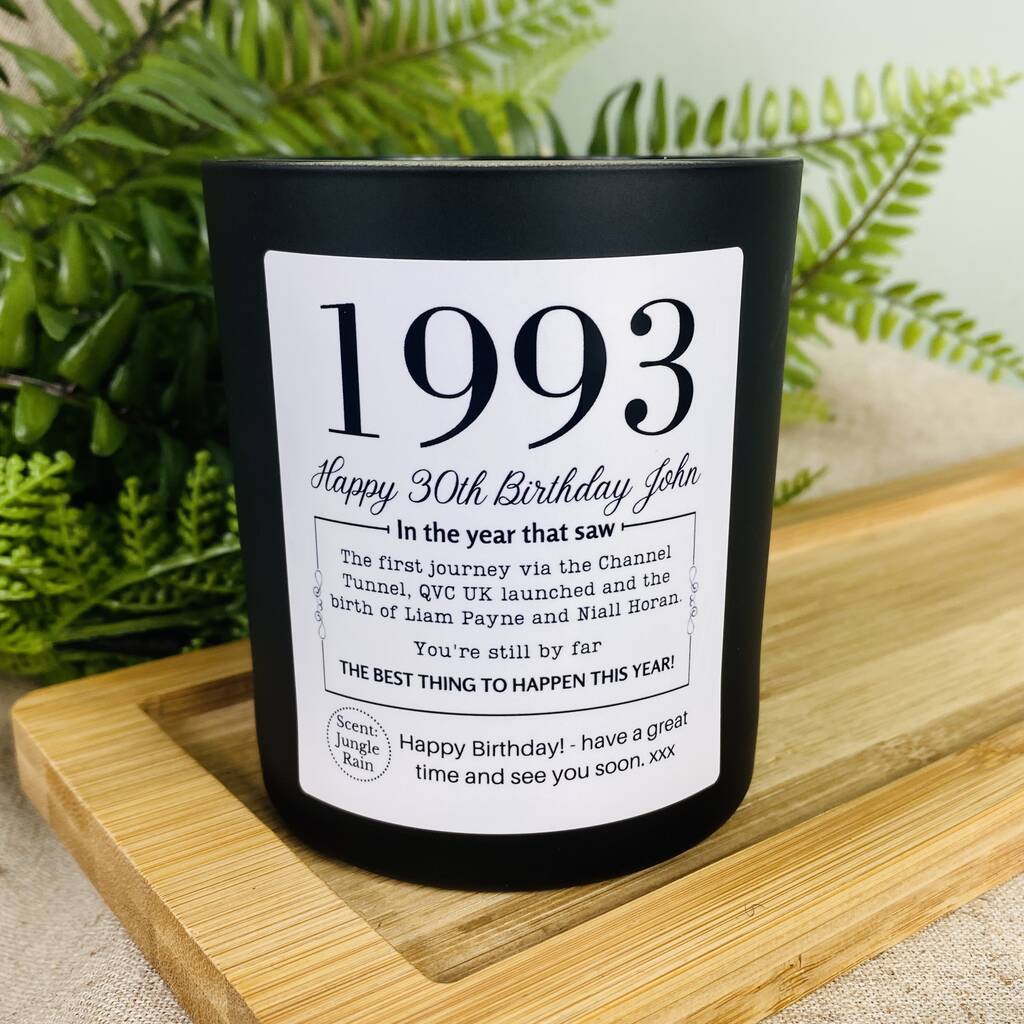 1993
Happy 30th Birthday John
In the year that saw
The first journey via the Channel
Tunnel, QVC UK launched and the
birth of Liam Payne and Niall Horan.
You're still by far
THE BEST THING TO HAPPEN THIS YEAR!
Scent:
Jungle
Rain
Happy Birthday! - have a great
time and see you soon. xxx